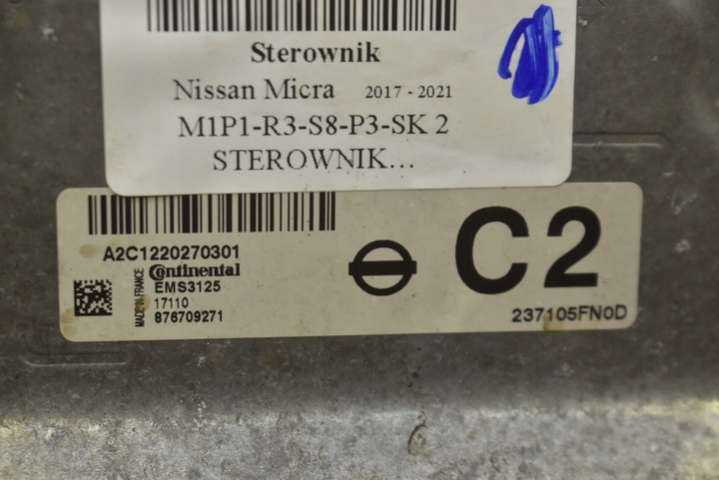 Sterownik
Nissan Micra 2017 - 2021
M1P1-R3-S8-P3-SK 2
STEROWNIK...
A2C1220270301
Continental
EMS3125
17110
876709271
MADE IN FRANCE
C2
237105FN0D